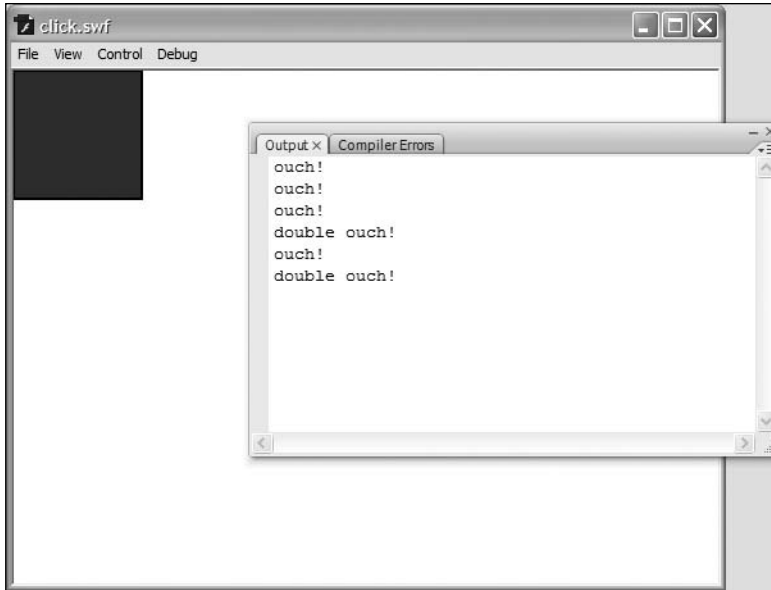 click.swf
File View Control Debug
Output × Compiler Errors
ouch!
ouch!
ouch!
double ouch!
ouch!
double ouch!